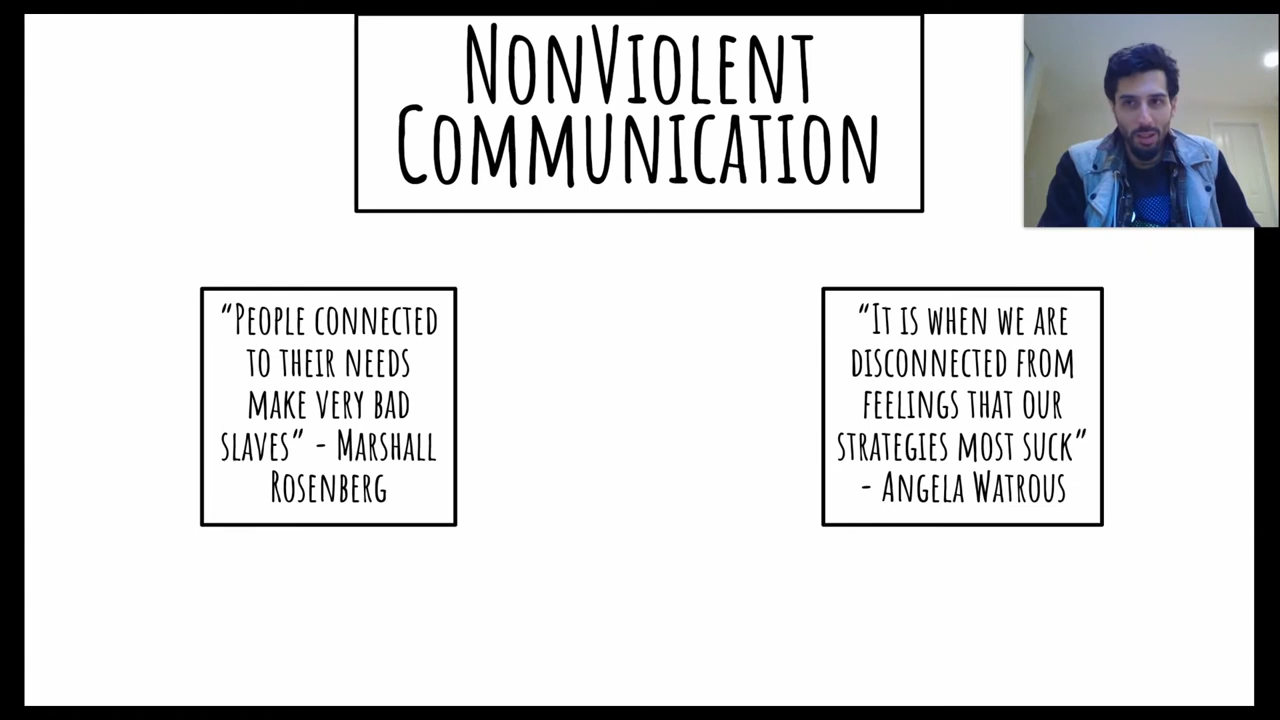 NonViolent
Communication
"People connected
to their needs
make very bad
slaves" - Marshall
Rosenberg
"It is when we are
disconnected from
feelings that our
strategies most suck"
- Angela Watrous